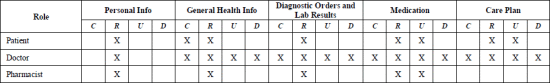 Role Personal Info General Health Info Diagnostic Orders and Lab Results Medication Care Plan
C R U D C R U D C R U D C R U D C R U D
Patient X X X X X X X X
Doctor X X X X X X X X X X X X X X X X X
Pharmacist X X X X X